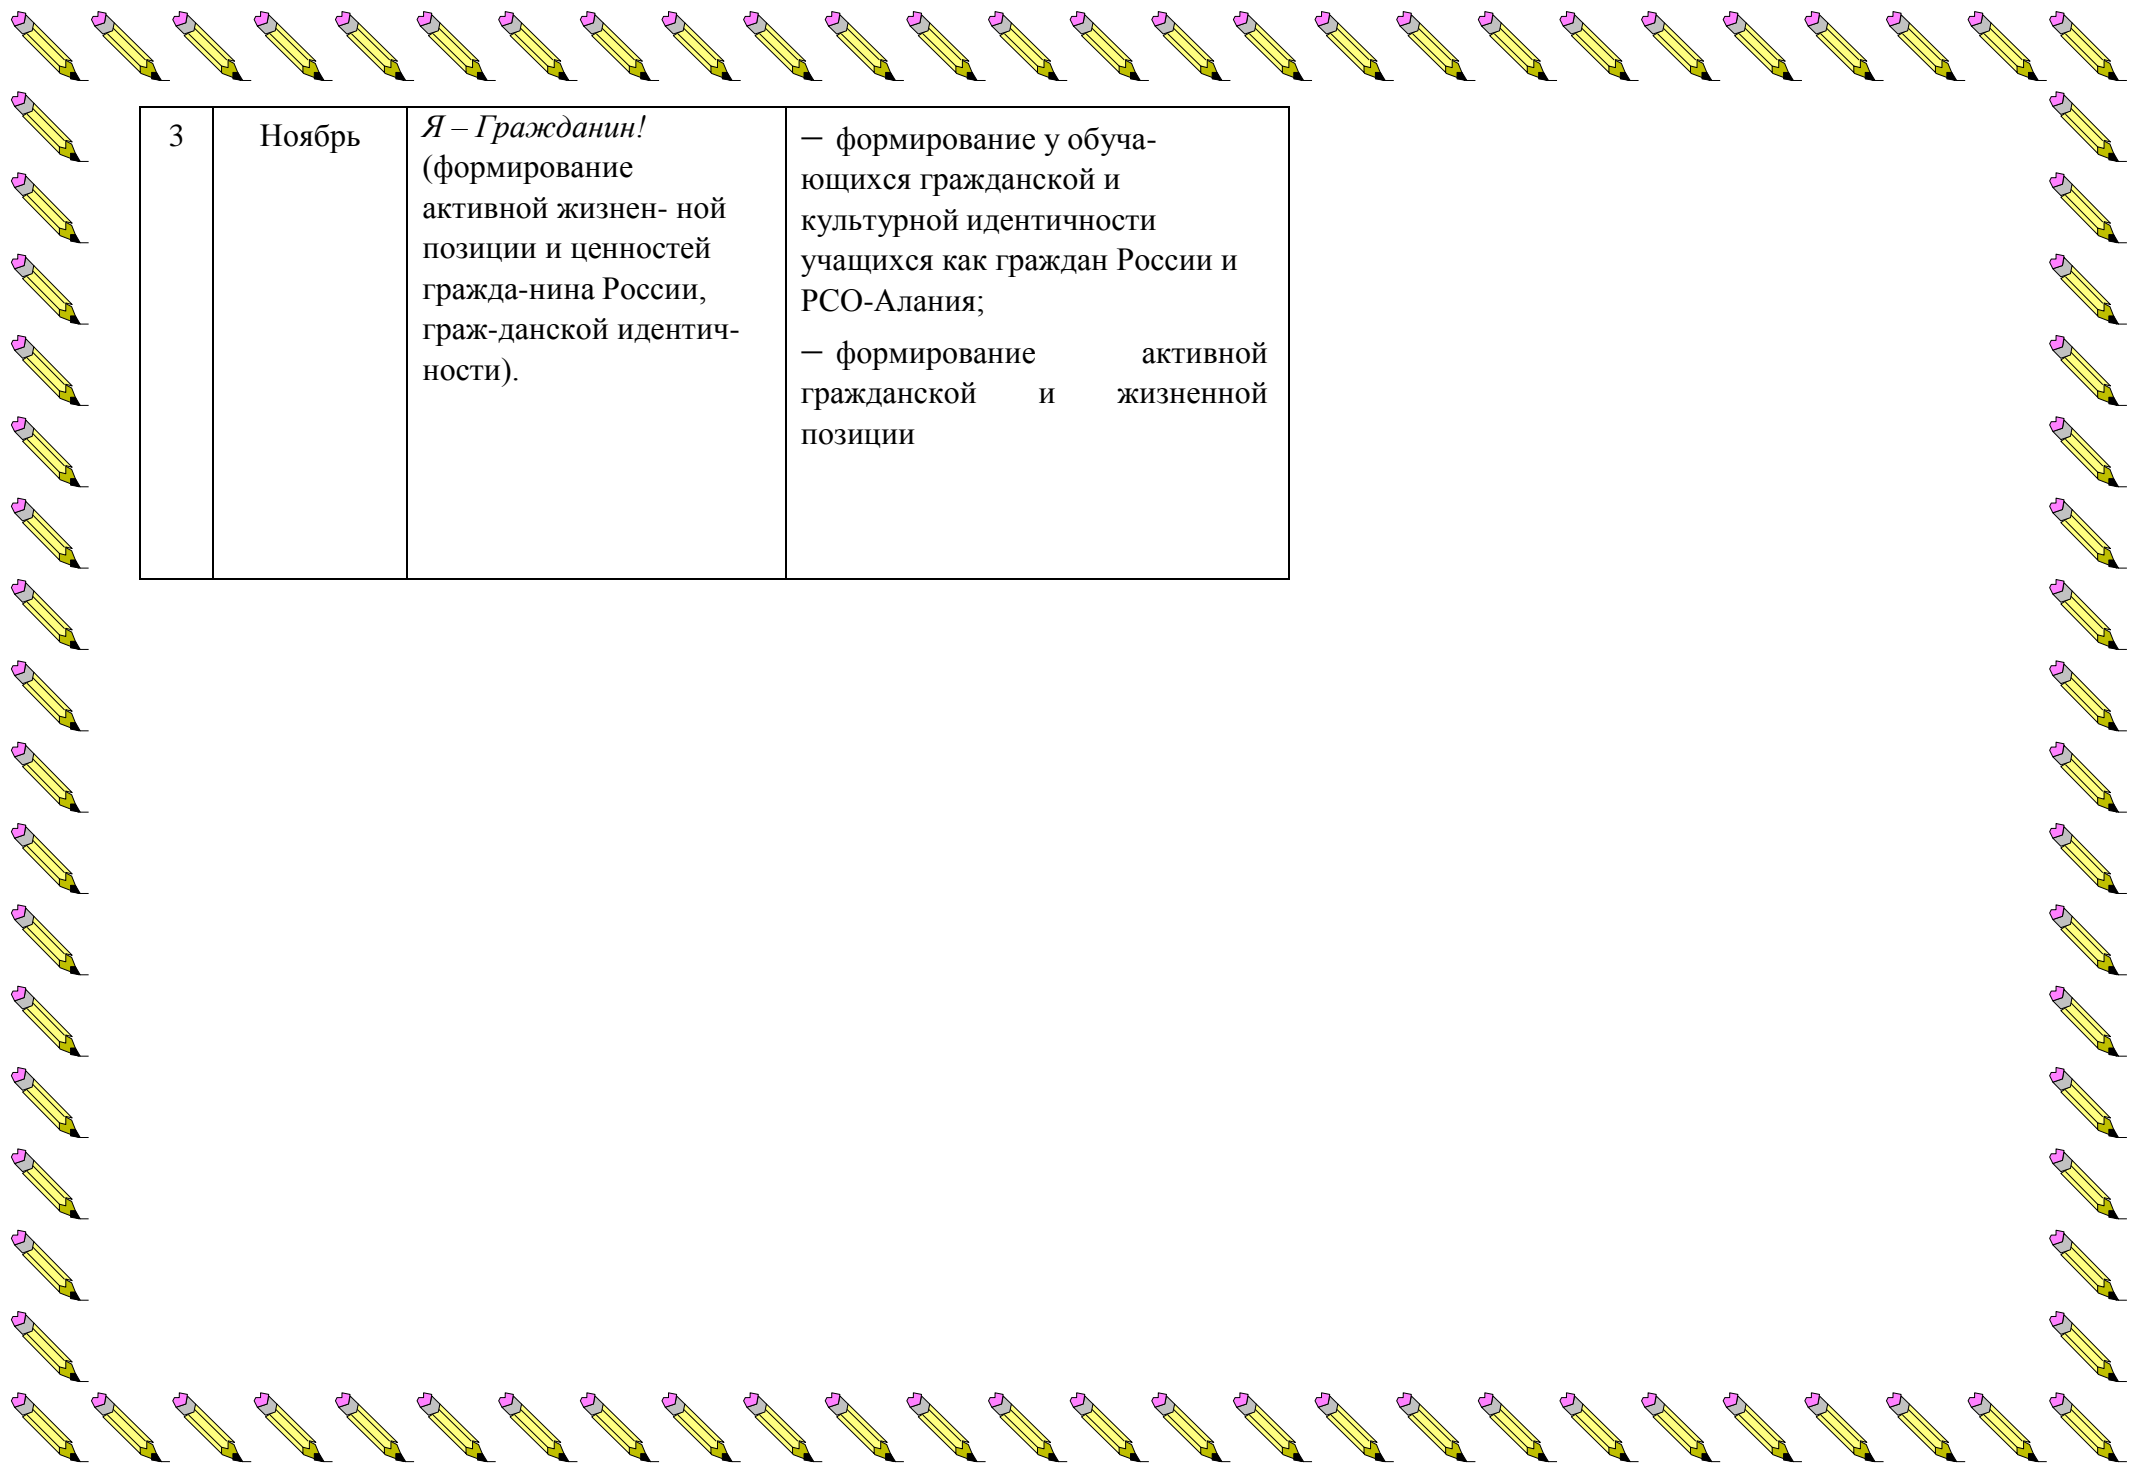 3
Ноябрь
Я – Гражданин!
(формирование
активной жизнен- ной
позиции и ценностей
гражда-нина России,
граж-данской идентич-
ности).
– формирование у обуча-
ющихся гражданской и
культурной идентичности
учащихся как граждан России и
РСО-Алания;
– формирование активной
гражданской и жизненной
позиции